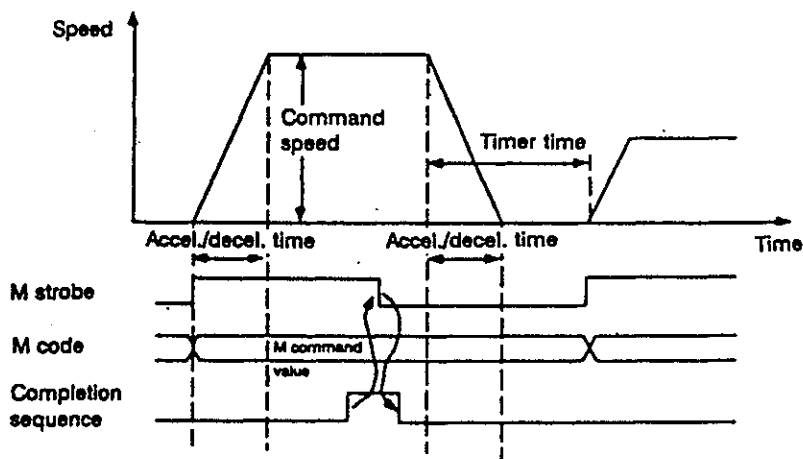 Speed
Command
speed
Timer time
Accel./decel. time
Accel./decel. time
Time
M strobe
M code
M command
value
Completion
sequence